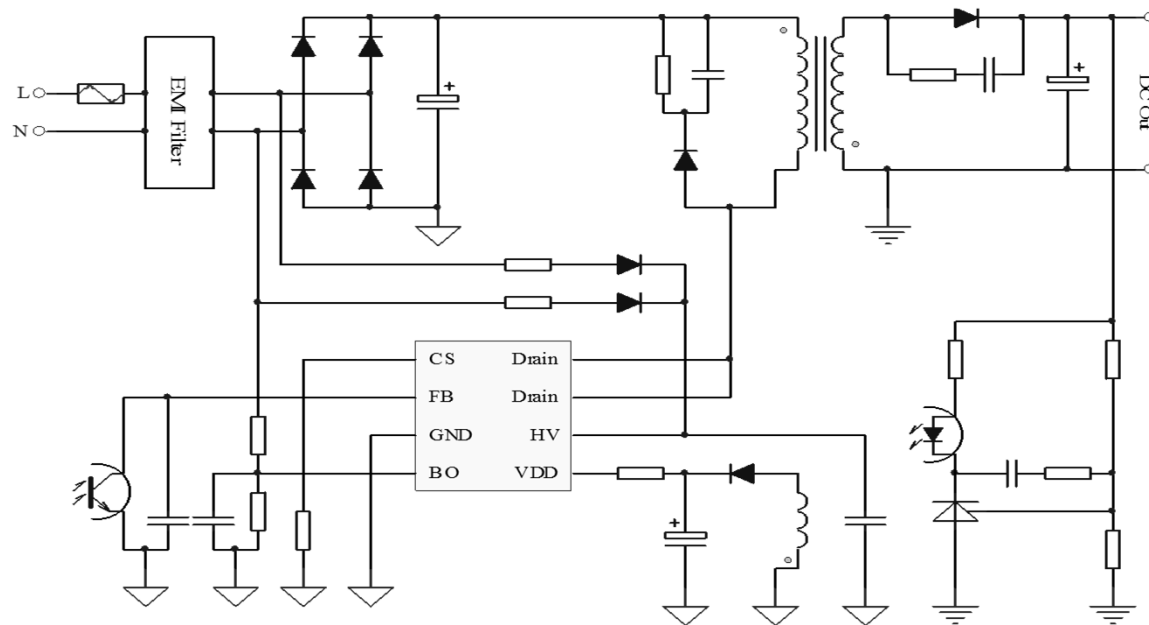 L
N
EMI Filter
+
+
DC Out
CS
Drain
FB
Drain
GND
HV
BO
VDD
+